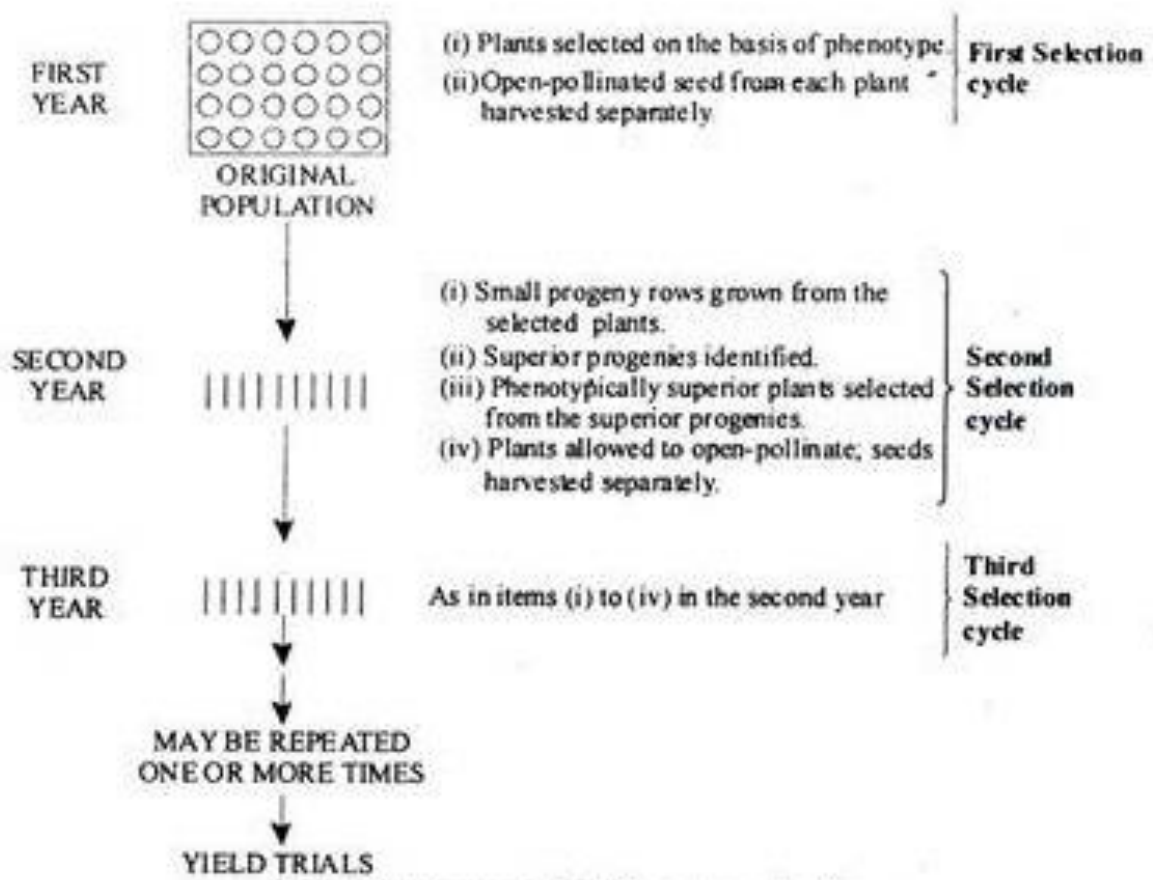 FIRST
YEAR
(i) Plants selected on the basis of phenotype.
(ii) Open-pollinated seed from each plant
harvested separately
First Selection
cycle
ORIGINAL
POPULATION
SECOND
YEAR
(i) Small progeny rows grown from the
selected plants.
(ii) Superior progenies identified.
(iii) Phenotypically superior plants selected
from the superior progenies.
(iv) Plants allowed to open-pollinate; seeds
harvested separately.
Second
Selection
cycle
THIRD
YEAR
As in items (i) to (iv) in the second year
Third
Selection
cycle
MAY BE REPEATED
ONE OR MORE TIMES
YIELD TRIALS